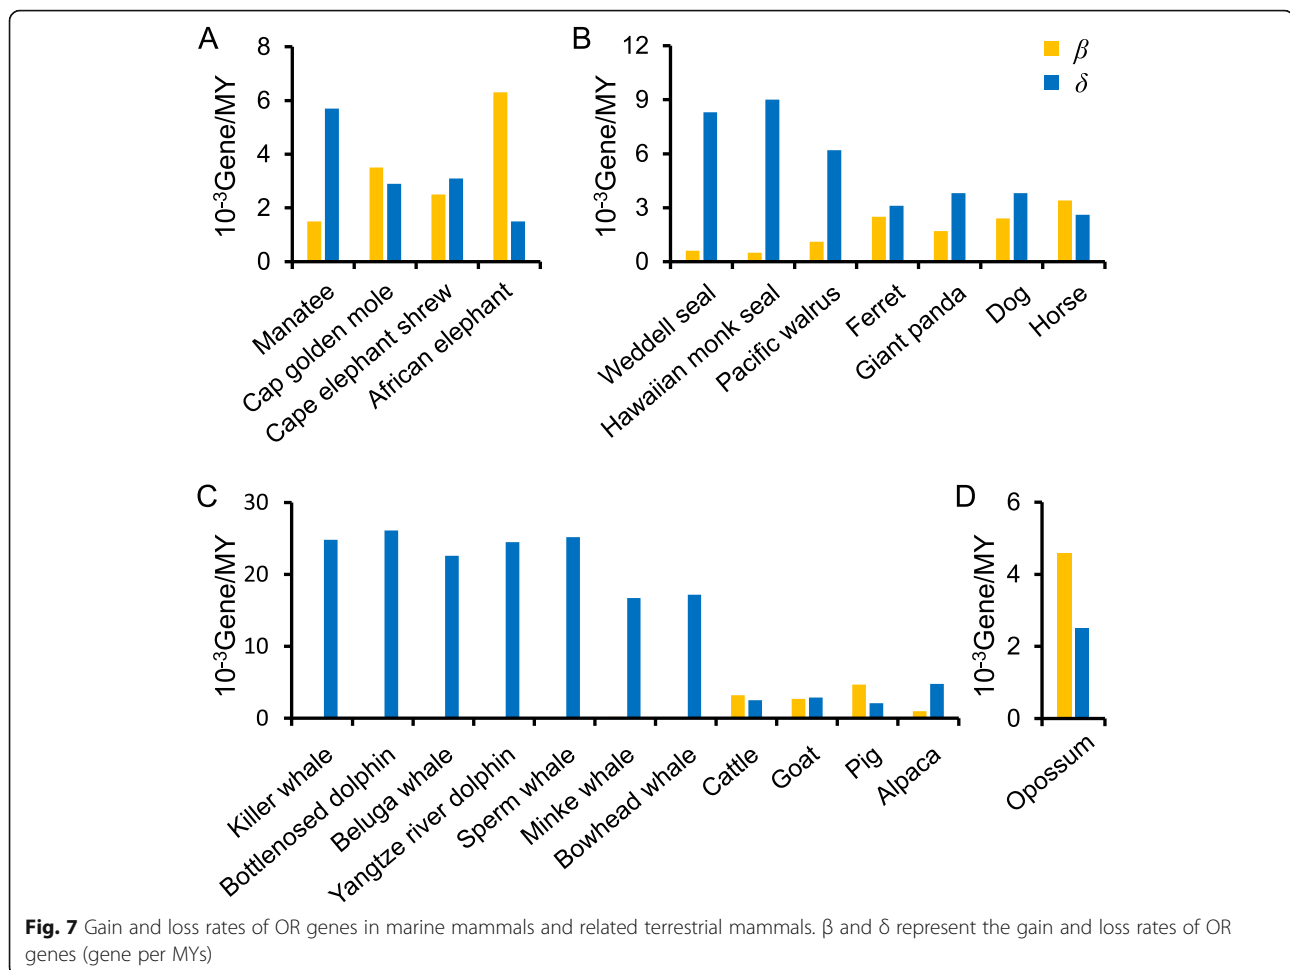 A
8
6
4
2
0
10⁻³Gene/MY
Manatee
Cap golden mole
Cape elephant shrew
African elephant
B
12
9
6
3
0
10⁻³Gene/MY
β
δ
Weddell seal
Hawaiian monk seal
Pacific walrus
Ferret
Giant panda
Dog
Horse
C
30
20
10
0
10⁻³Gene/MY
Killer whale
Bottlenosed dolphin
Beluga whale
Yangtze river dolphin
Sperm whale
Minke whale
Bowhead whale
Cattle
Goat
Pig
Alpaca
D
6
4
2
0
10⁻³Gene/MY
Opossum
Fig. 7 Gain and loss rates of OR genes in marine mammals and related terrestrial mammals. β and δ represent the gain and loss rates of OR
genes (gene per MYs)